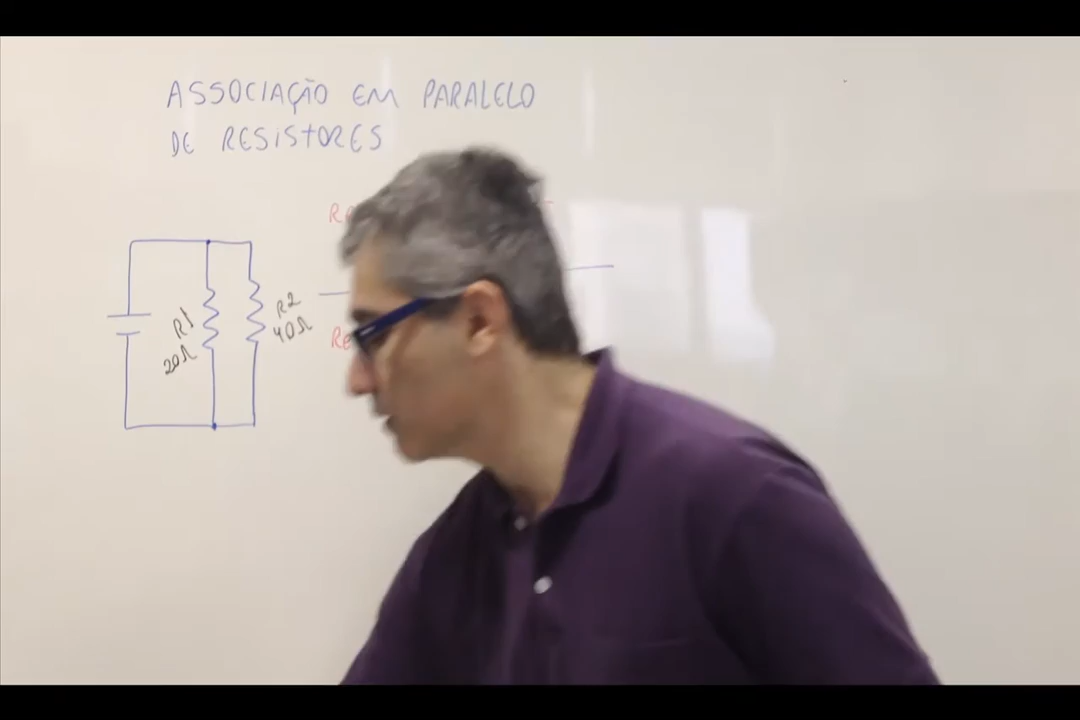 ASSOCIAÇÃO EM PARALELO
DE RESISTORES
R1
20Ω
R2
40Ω